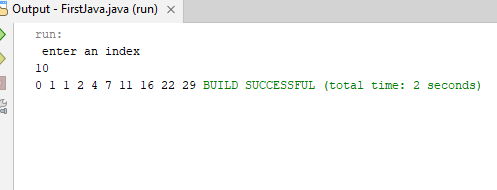 Output - FirstJava.java (run) ×
run:
enter an index
10
0 1 1 2 4 7 11 16 22 29 BUILD SUCCESSFUL (total time: 2 seconds)